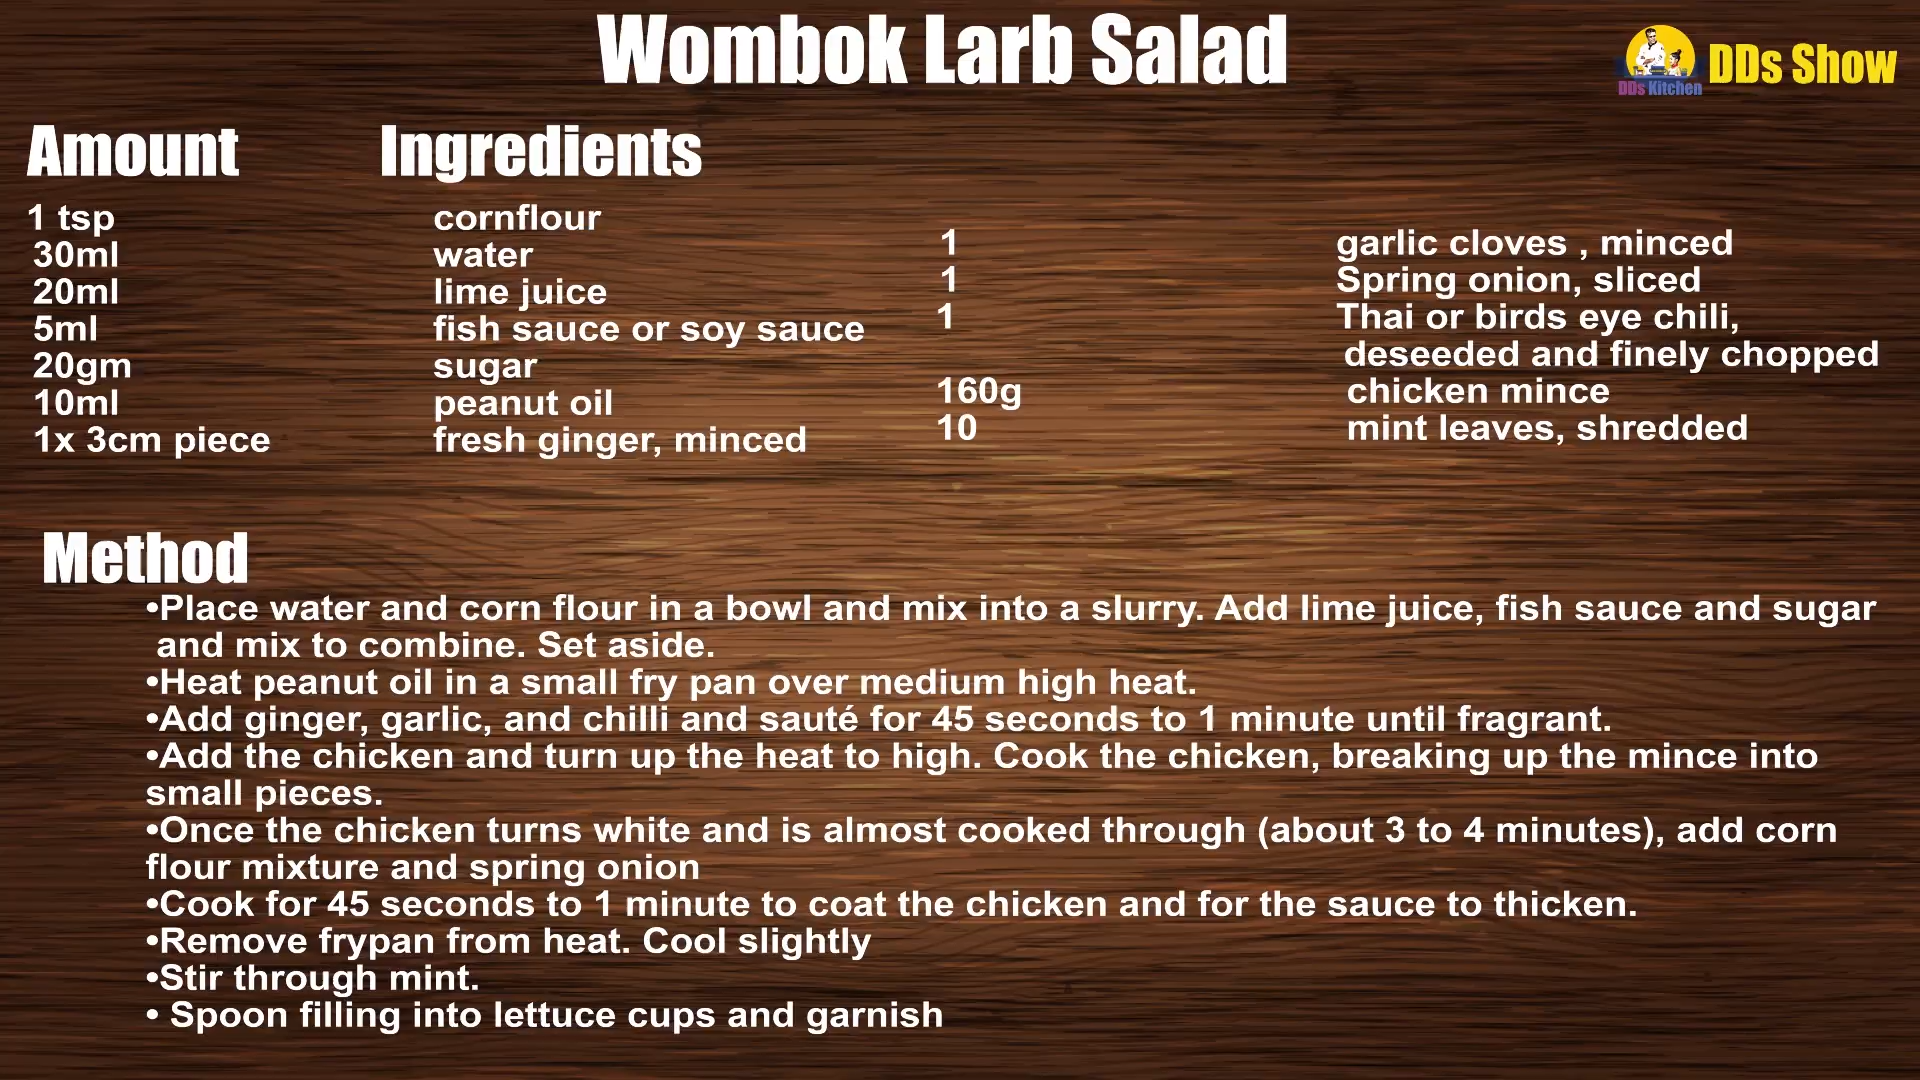 Wombok Larb Salad
DDs Kitchen
DDs Show
Amount Ingredients
1 tsp cornflour
30ml water
20ml lime juice
5ml fish sauce or soy sauce
20gm sugar
10ml peanut oil
1x 3cm piece fresh ginger, minced
1 garlic cloves , minced
1 Spring onion, sliced
1 Thai or birds eye chili,
deseeded and finely chopped
160g chicken mince
10 mint leaves, shredded
Method
•Place water and corn flour in a bowl and mix into a slurry. Add lime juice, fish sauce and sugar
and mix to combine. Set aside.
•Heat peanut oil in a small fry pan over medium high heat.
•Add ginger, garlic, and chilli and sauté for 45 seconds to 1 minute until fragrant.
•Add the chicken and turn up the heat to high. Cook the chicken, breaking up the mince into
small pieces.
•Once the chicken turns white and is almost cooked through (about 3 to 4 minutes), add corn
flour mixture and spring onion
•Cook for 45 seconds to 1 minute to coat the chicken and for the sauce to thicken.
•Remove frypan from heat. Cool slightly
•Stir through mint.
• Spoon filling into lettuce cups and garnish